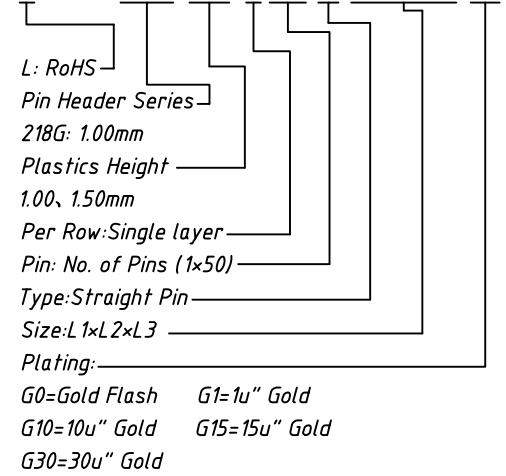 L: RoHS
Pin Header Series
218G: 1.00mm
Plastics Height
1.00、1.50mm
Per Row:Single layer
Pin: No. of Pins (1×50)
Type:Straight Pin
Size:L1×L2×L3
Plating:
G0=Gold Flash G1=1u" Gold
G10=10u" Gold G15=15u" Gold
G30=30u" Gold